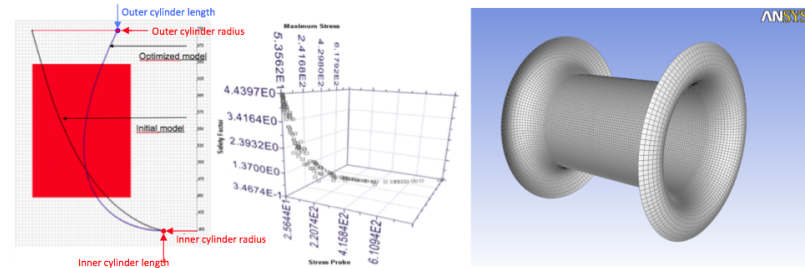 Outer cylinder length
Outer cylinder radius
Optimized model
Initial model
Inner cylinder radius
Inner cylinder length
Maximum Stress
5.3562E1
2.4168E2
4.2980E2
6.1792E2
4.4397E0
3.4164E0
2.3932E0
1.3700E0
3.4674E-1
Safety Factor
2.5644E1
2.2074E2
4.1584E2
6.1094E2
Stress Probe
ANSYS